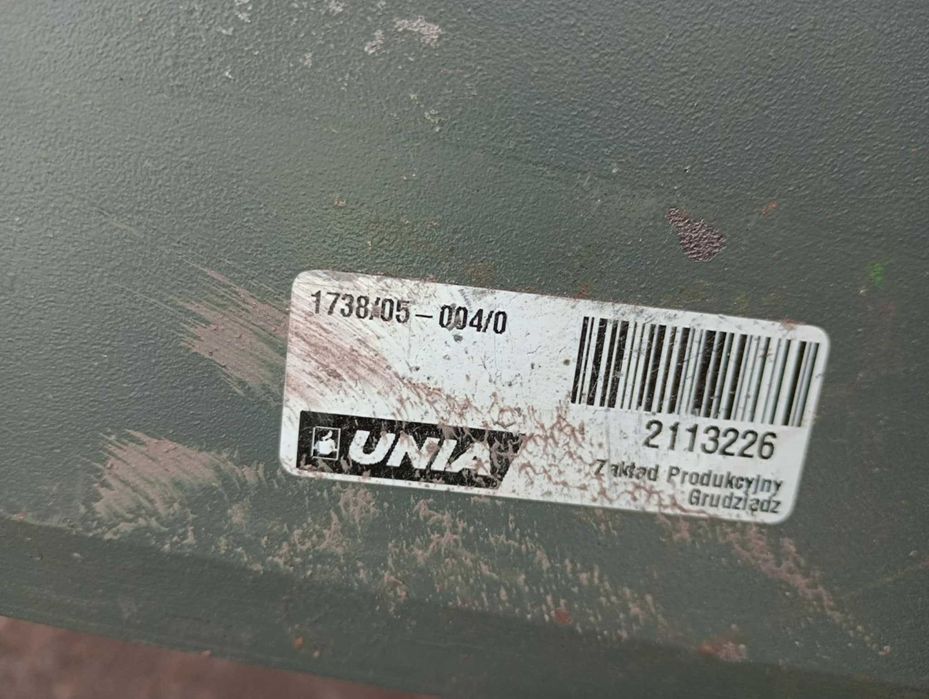 1738/05-004/0
2113226
UNIA
Zakład Produkcyjny
Grudziądz